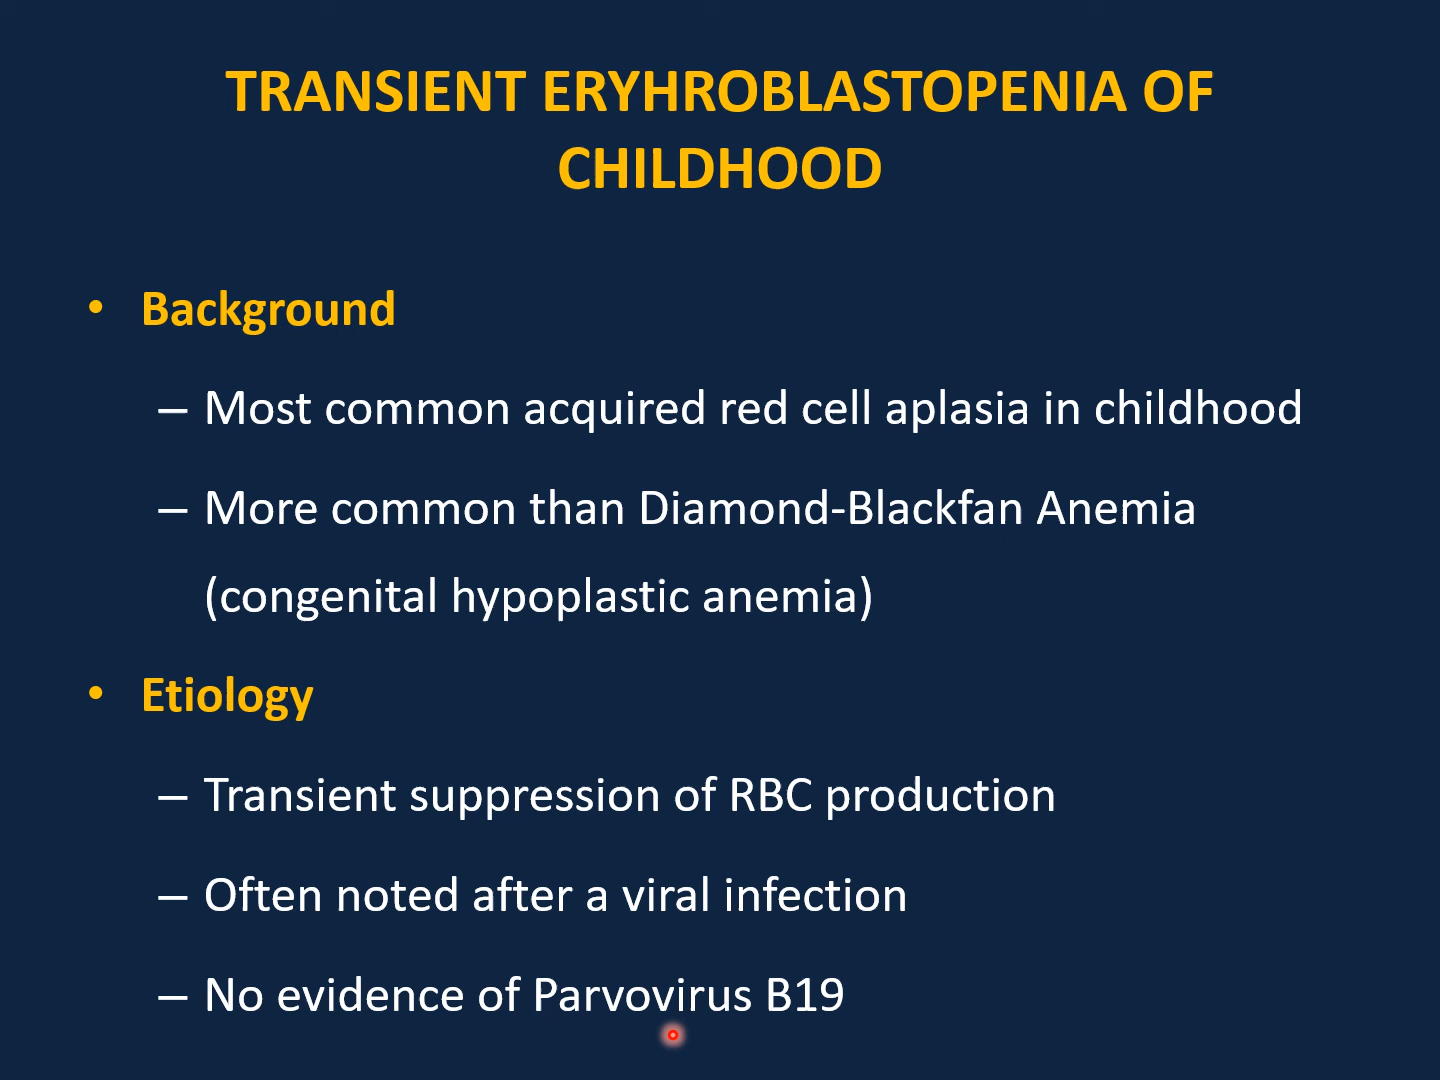 TRANSIENT ERYHROBLASTOPENIA OF
CHILDHOOD
• Background
– Most common acquired red cell aplasia in childhood
– More common than Diamond-Blackfan Anemia
(congenital hypoplastic anemia)
• Etiology
– Transient suppression of RBC production
– Often noted after a viral infection
– No evidence of Parvovirus B19